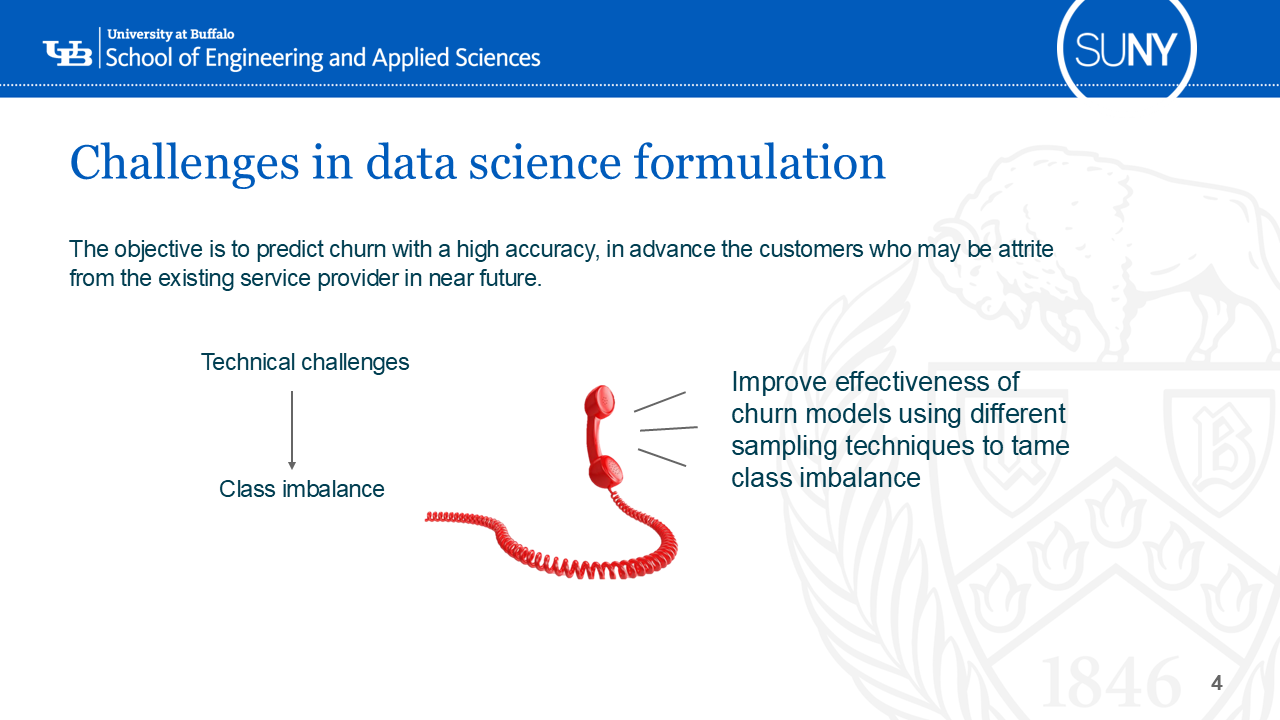 University at Buffalo
School of Engineering and Applied Sciences
SUNY
Challenges in data science formulation
The objective is to predict churn with a high accuracy, in advance the customers who may be attrite
from the existing service provider in near future.
Technical challenges
Class imbalance
Improve effectiveness of
churn models using different
sampling techniques to tame
class imbalance
UB
1846
4